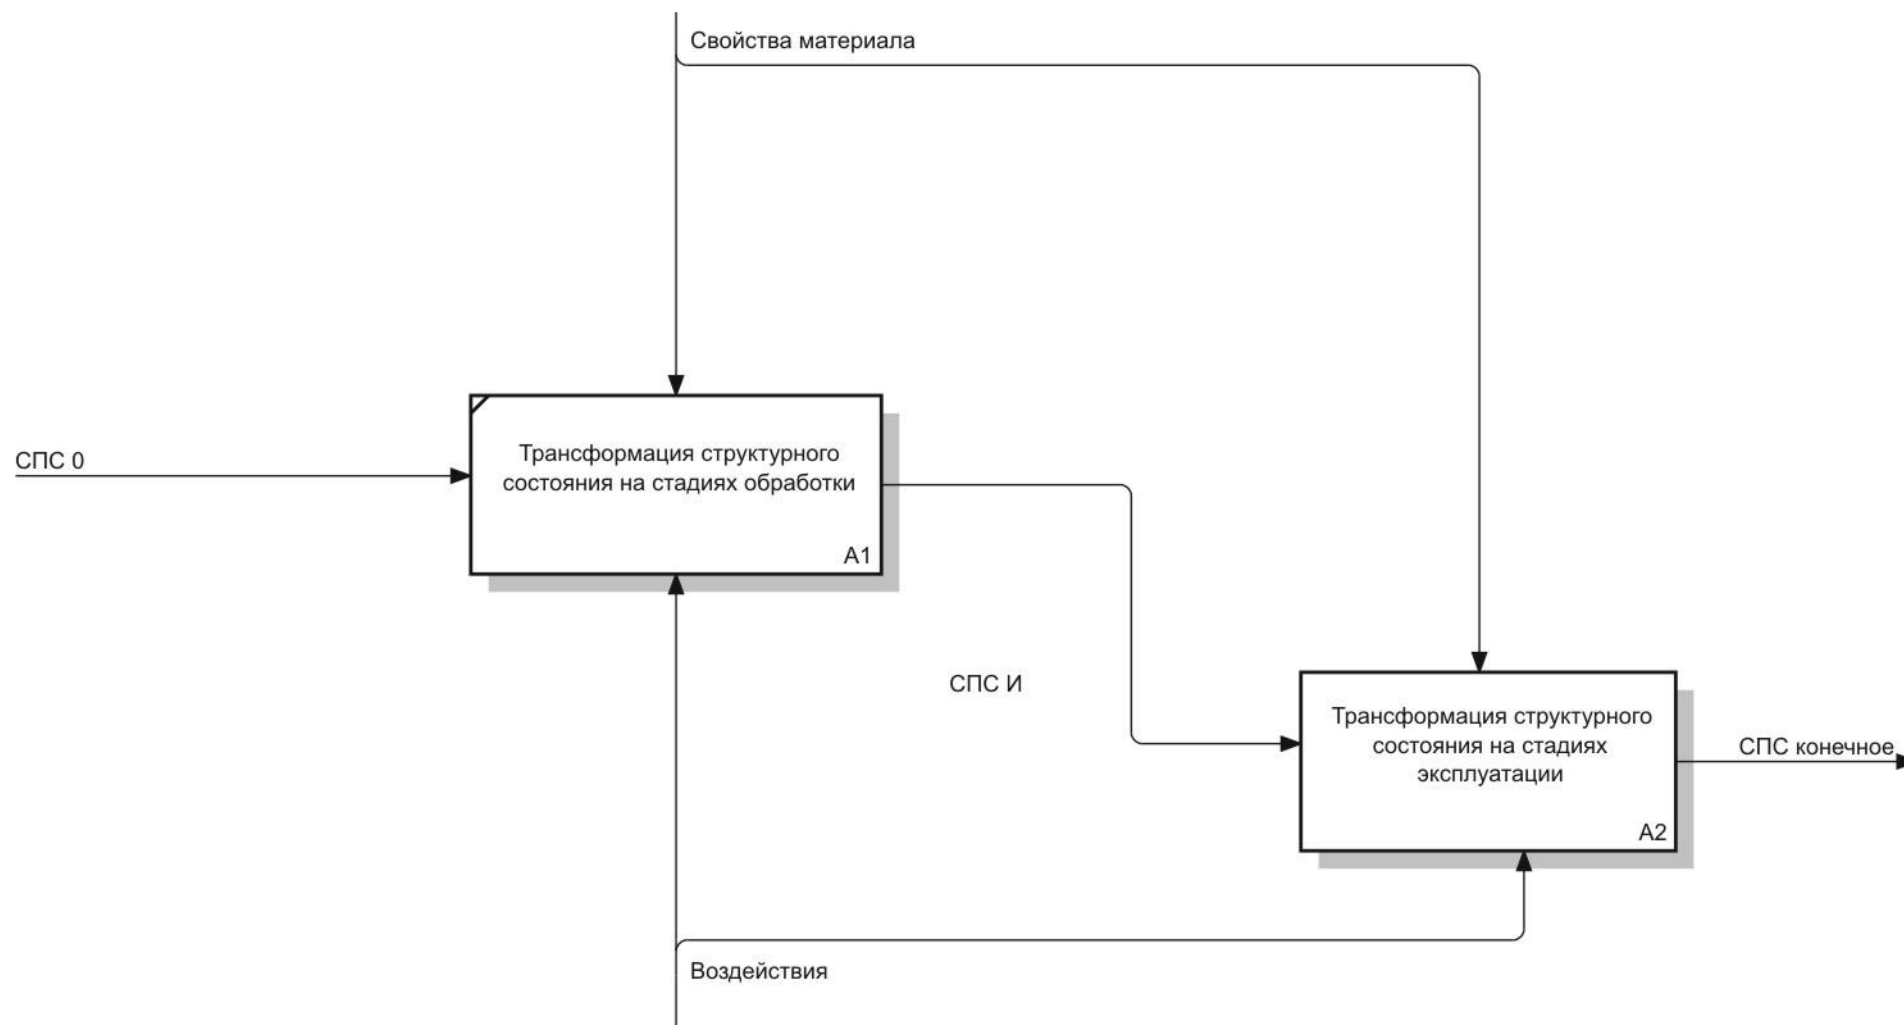 Свойства материала
СПС 0
Трансформация структурного
состояния на стадиях обработки
A1
СПС И
Трансформация структурного
состояния на стадиях
эксплуатации
A2
СПС конечное
Воздействия